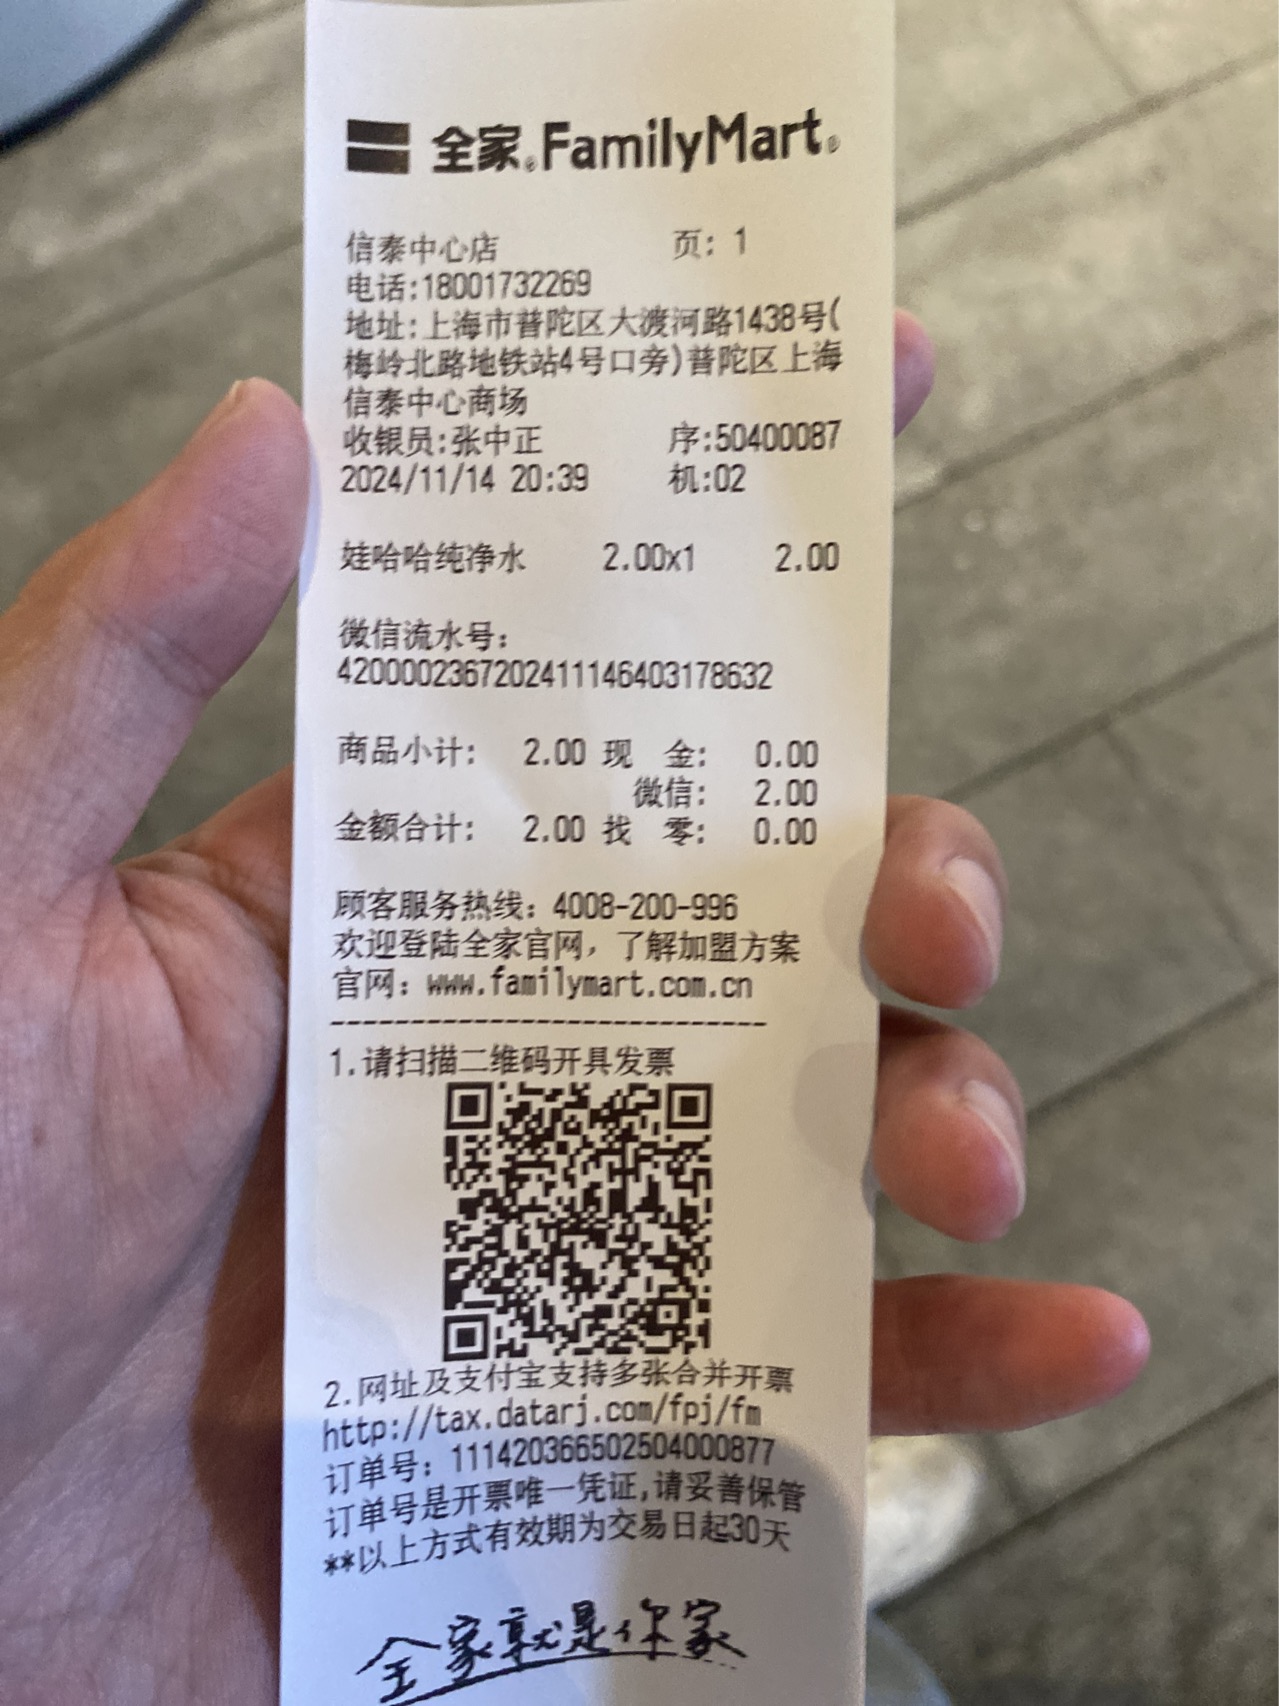 全家®FamilyMart®
信泰中心店 页: 1
电话:18001732269
地址:上海市普陀区大渡河路1438号(
梅岭北路地铁站4号口旁)普陀区上海
信泰中心商场
收银员:张中正 序:50400087
2024/11/14 20:39 机:02
娃哈哈纯净水 2.00x1 2.00
微信流水号:
4200002367202411146403178632
商品小计: 2.00 现 金: 0.00
微信: 2.00
金额合计: 2.00 找 零: 0.00
顾客服务热线: 4008-200-996
欢迎登陆全家官网, 了解加盟方案
官网: www.familymart.com.cn
----------------------------
1.请扫描二维码开具发票
2.网址及支付宝支持多张合并开票
http://tax.datarj.com/fpj/fm
订单号: 111420366502504000877
订单号是开票唯一凭证,请妥善保管
**以上方式有效期为交易日起30天
全家就是你家